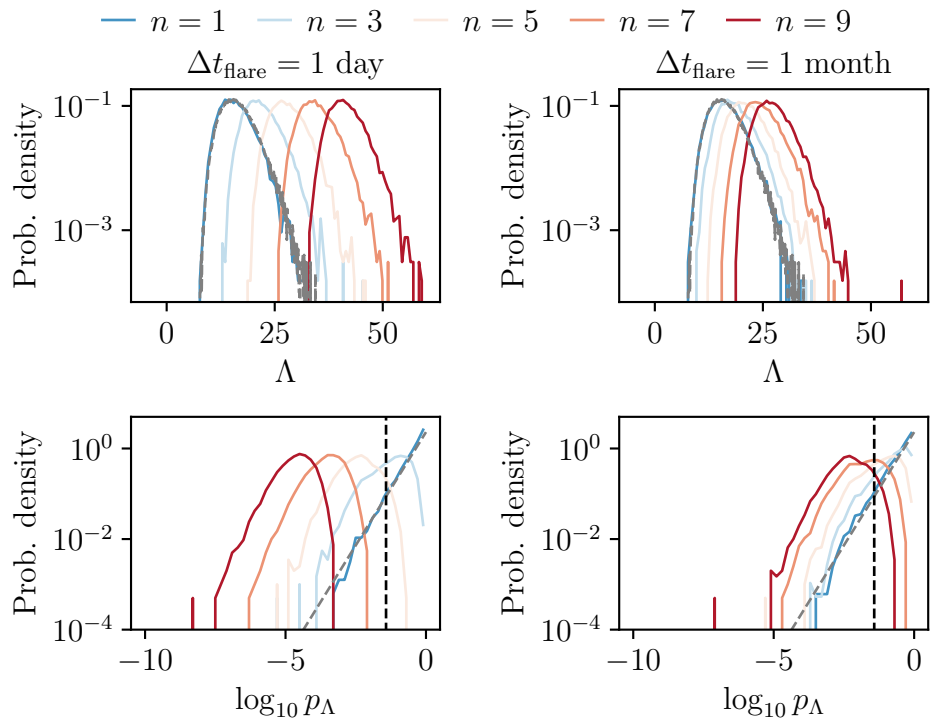 n = 1 n = 3 n = 5 n = 7 n = 9
Δt_flare = 1 day Δt_flare = 1 month
Prob. density
10^−1
10^−3
0 25 50
Λ
Prob. density
10^−1
10^−3
0 25 50
Λ
Prob. density
10^0
10^−2
10^−4
−10 −5 0
log_10 p_Λ
Prob. density
10^0
10^−2
10^−4
−10 −5 0
log_10 p_Λ